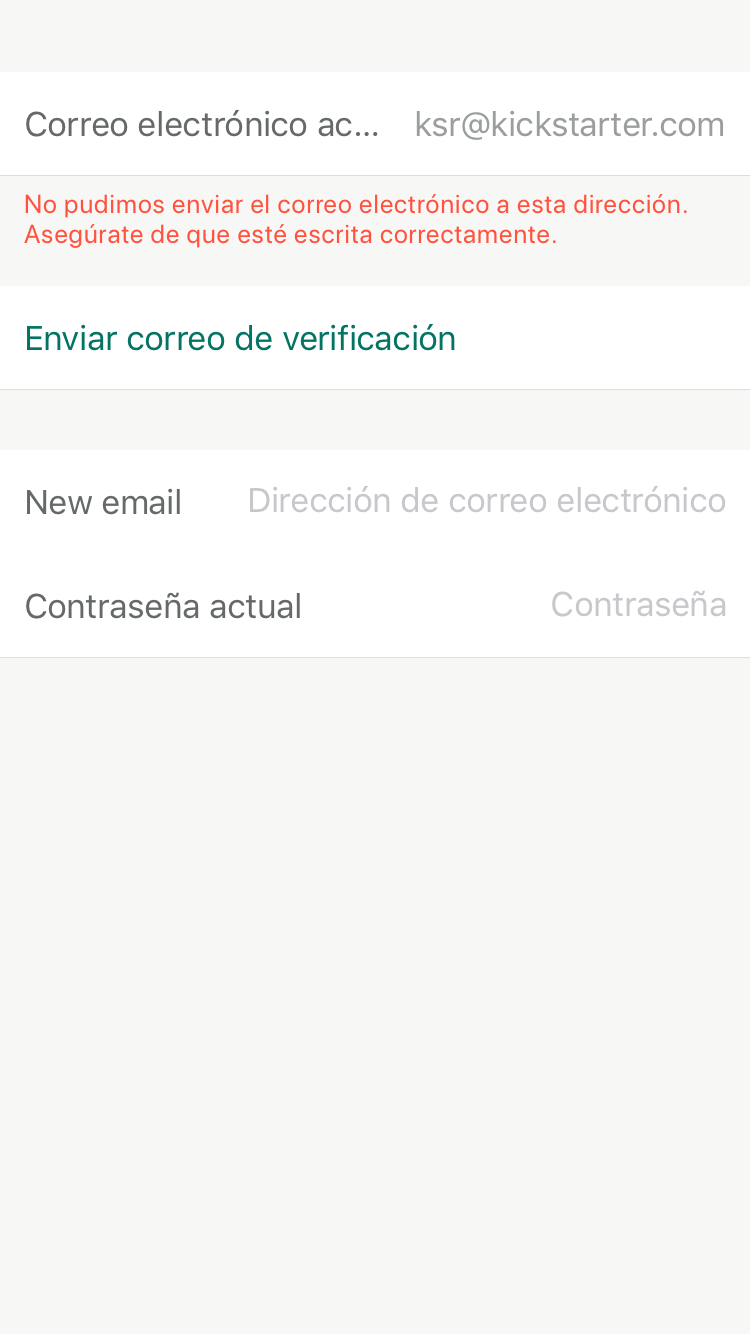 Correo electrónico ac... ksr@kickstarter.com
No pudimos enviar el correo electrónico a esta dirección.
Asegúrate de que esté escrita correctamente.
Enviar correo de verificación
New email Dirección de correo electrónico
Contraseña actual Contraseña